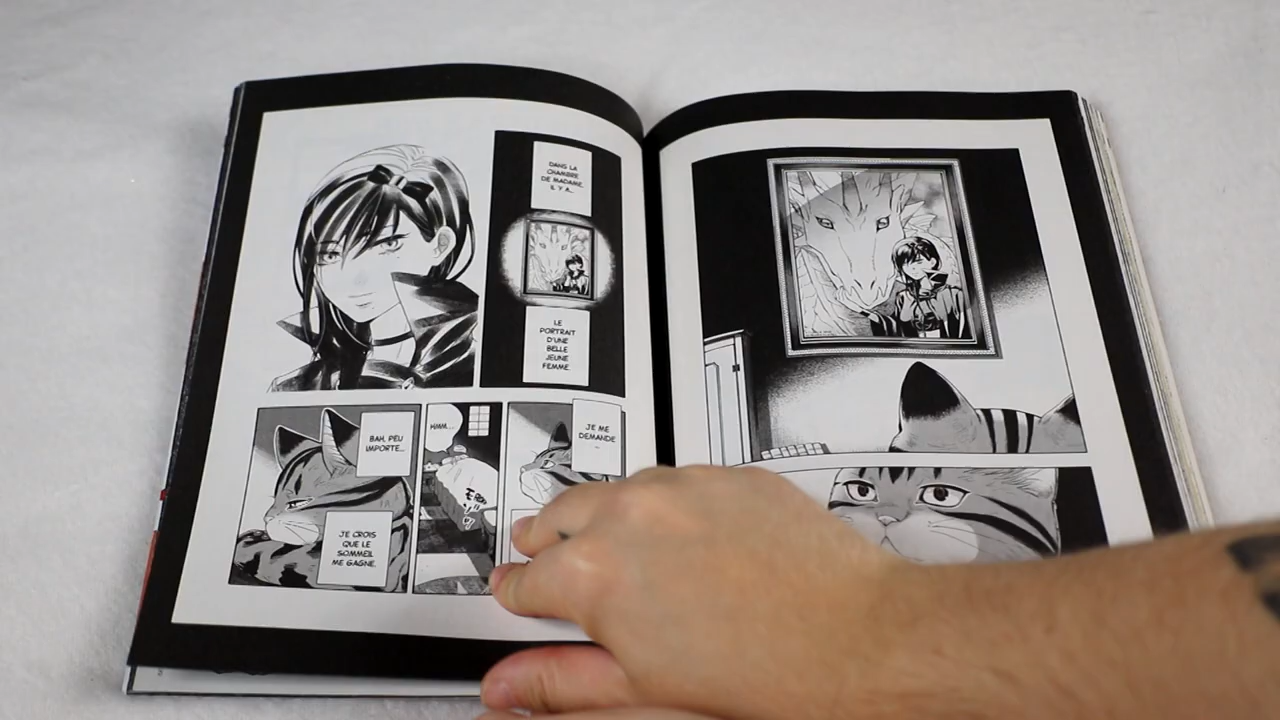 DANS LA
CHAMBRE
DE MADAME,
IL Y A...
LE
PORTRAIT
D'UNE
BELLE
JEUNE
FEMME.
BAH, PEU
IMPORTE...
JE CROIS
QUE LE
SOMMEIL
ME GAGNE.
HMM...
JE ME
DEMANDE
...